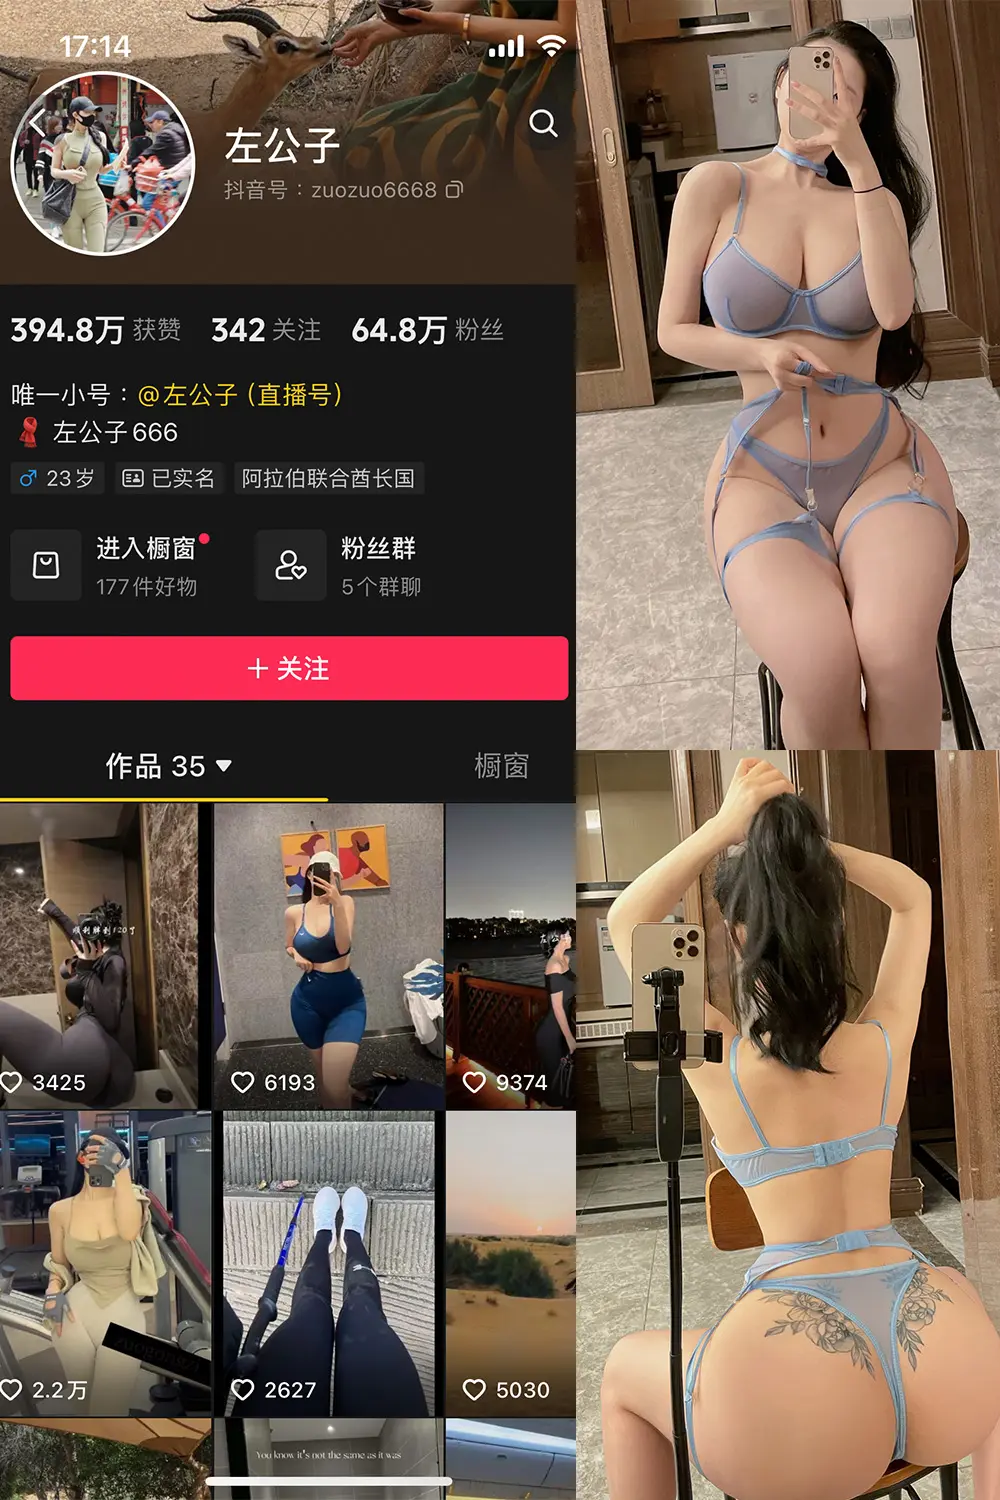 17:14
左公子
抖音号：zuozuo6668
394.8万 获赞 342 关注 64.8万 粉丝
唯一小号：@左公子（直播号）
左公子666
♂ 23岁 已实名 阿拉伯联合酋长国
进入橱窗
177件好物
粉丝群
5个群聊
+ 关注
作品 35 橱窗
3425
6193
9374
2.2万
2627
5030
You know it's not the same as it was